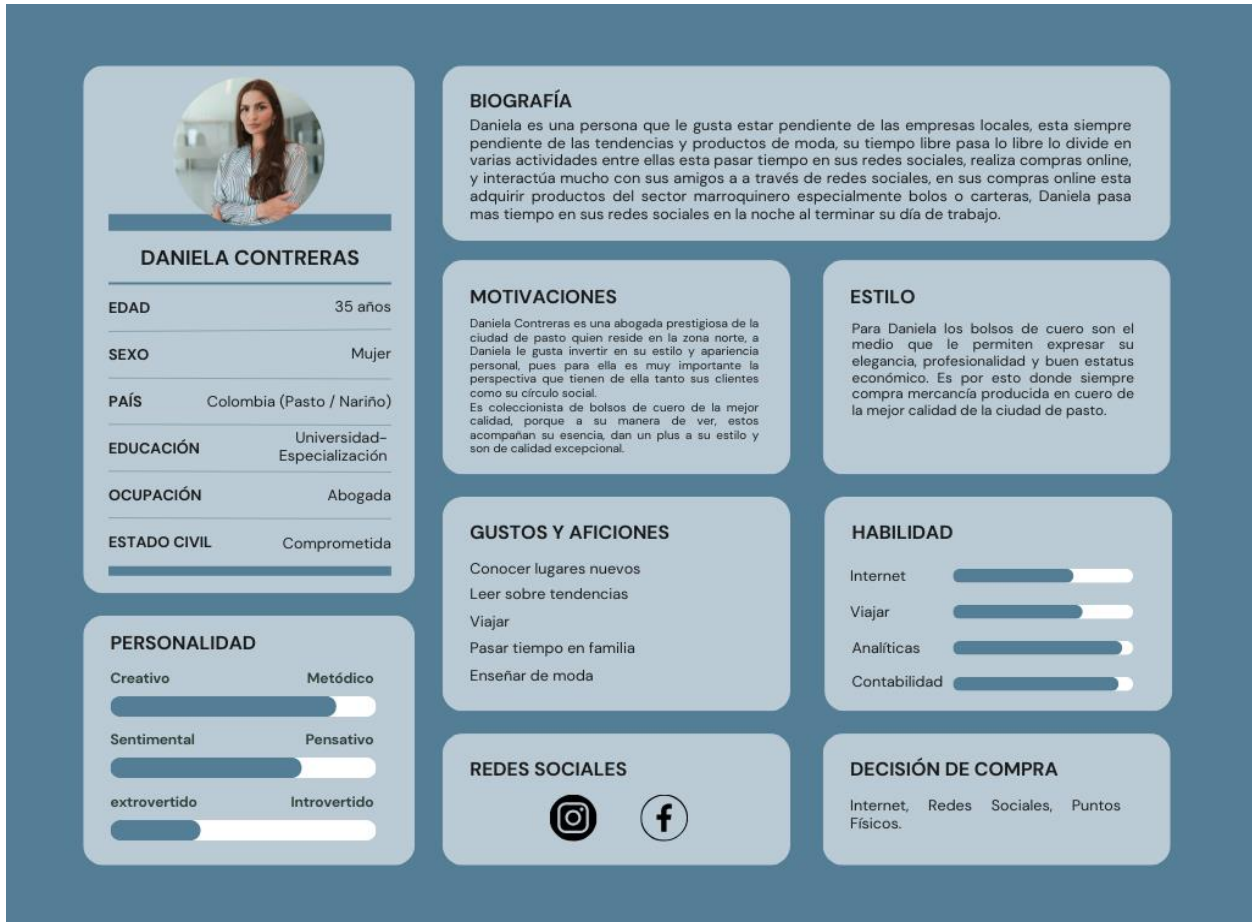 DANIELA CONTRERAS
EDAD 35 años
SEXO Mujer
PAÍS Colombia (Pasto / Nariño)
EDUCACIÓN Universidad-
Especialización
OCUPACIÓN Abogada
ESTADO CIVIL Comprometida
PERSONALIDAD
Creativo Metódico
Sentimental Pensativo
extrovertido Introvertido
BIOGRAFÍA
Daniela es una persona que le gusta estar pendiente de las empresas locales, esta siempre
pendiente de las tendencias y productos de moda, su tiempo libre pasa lo libre lo divide en
varias actividades entre ellas esta pasar tiempo en sus redes sociales, realiza compras online,
y interactúa mucho con sus amigos a a través de redes sociales, en sus compras online esta
adquirir productos del sector marroquinero especialmente bolos o carteras, Daniela pasa
mas tiempo en sus redes sociales en la noche al terminar su día de trabajo.
MOTIVACIONES
Daniela Contreras es una abogada prestigiosa de la
ciudad de pasto quien reside en la zona norte, a
Daniela le gusta invertir en su estilo y apariencia
personal, pues para ella es muy importante la
perspectiva que tienen de ella tanto sus clientes
como su círculo social.
Es coleccionista de bolsos de cuero de la mejor
calidad, porque a su manera de ver, estos
acompañan su esencia, dan un plus a su estilo y
son de calidad excepcional.
ESTILO
Para Daniela los bolsos de cuero son el
medio que le permiten expresar su
elegancia, profesionalidad y buen estatus
económico. Es por esto donde siempre
compra mercancía producida en cuero de
la mejor calidad de la ciudad de pasto.
GUSTOS Y AFICIONES
Conocer lugares nuevos
Leer sobre tendencias
Viajar
Pasar tiempo en familia
Enseñar de moda
HABILIDAD
Internet
Viajar
Analíticas
Contabilidad
REDES SOCIALES
DECISIÓN DE COMPRA
Internet, Redes Sociales, Puntos
Físicos.